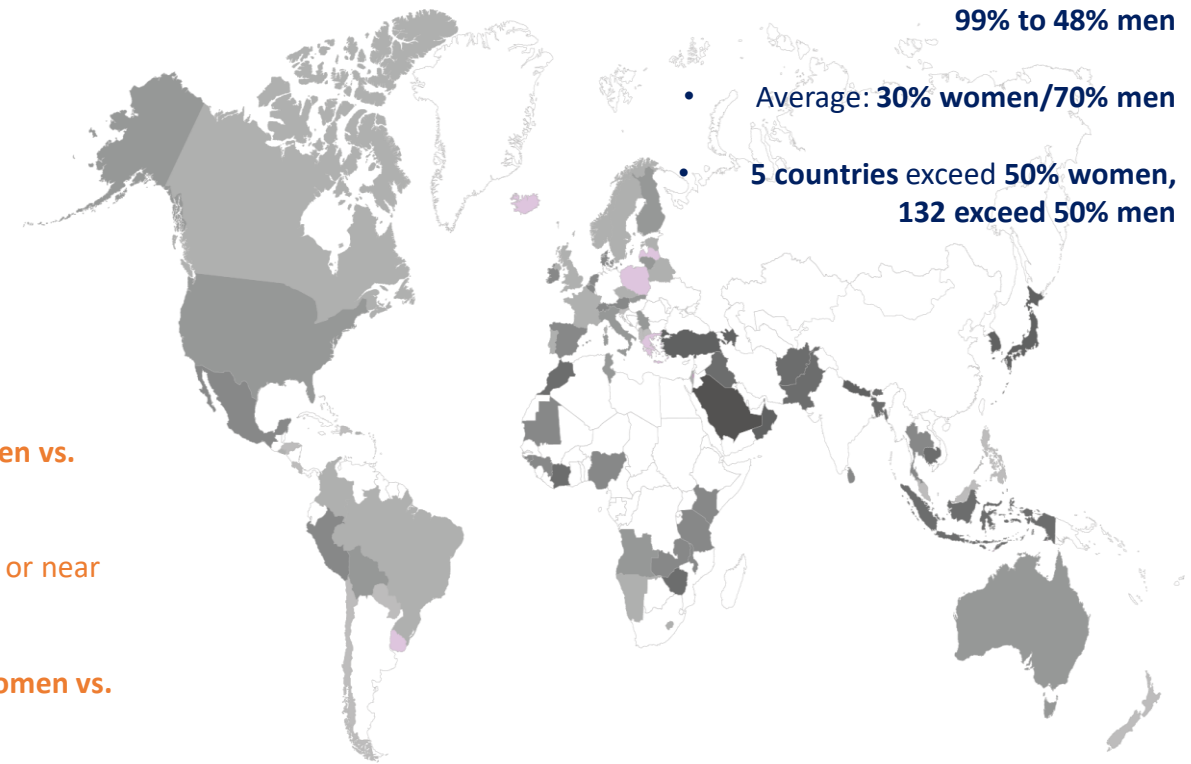 99% to 48% men
• Average: 30% women/70% men
• 5 countries exceed 50% women,
132 exceed 50% men
en vs.
or near
omen vs.